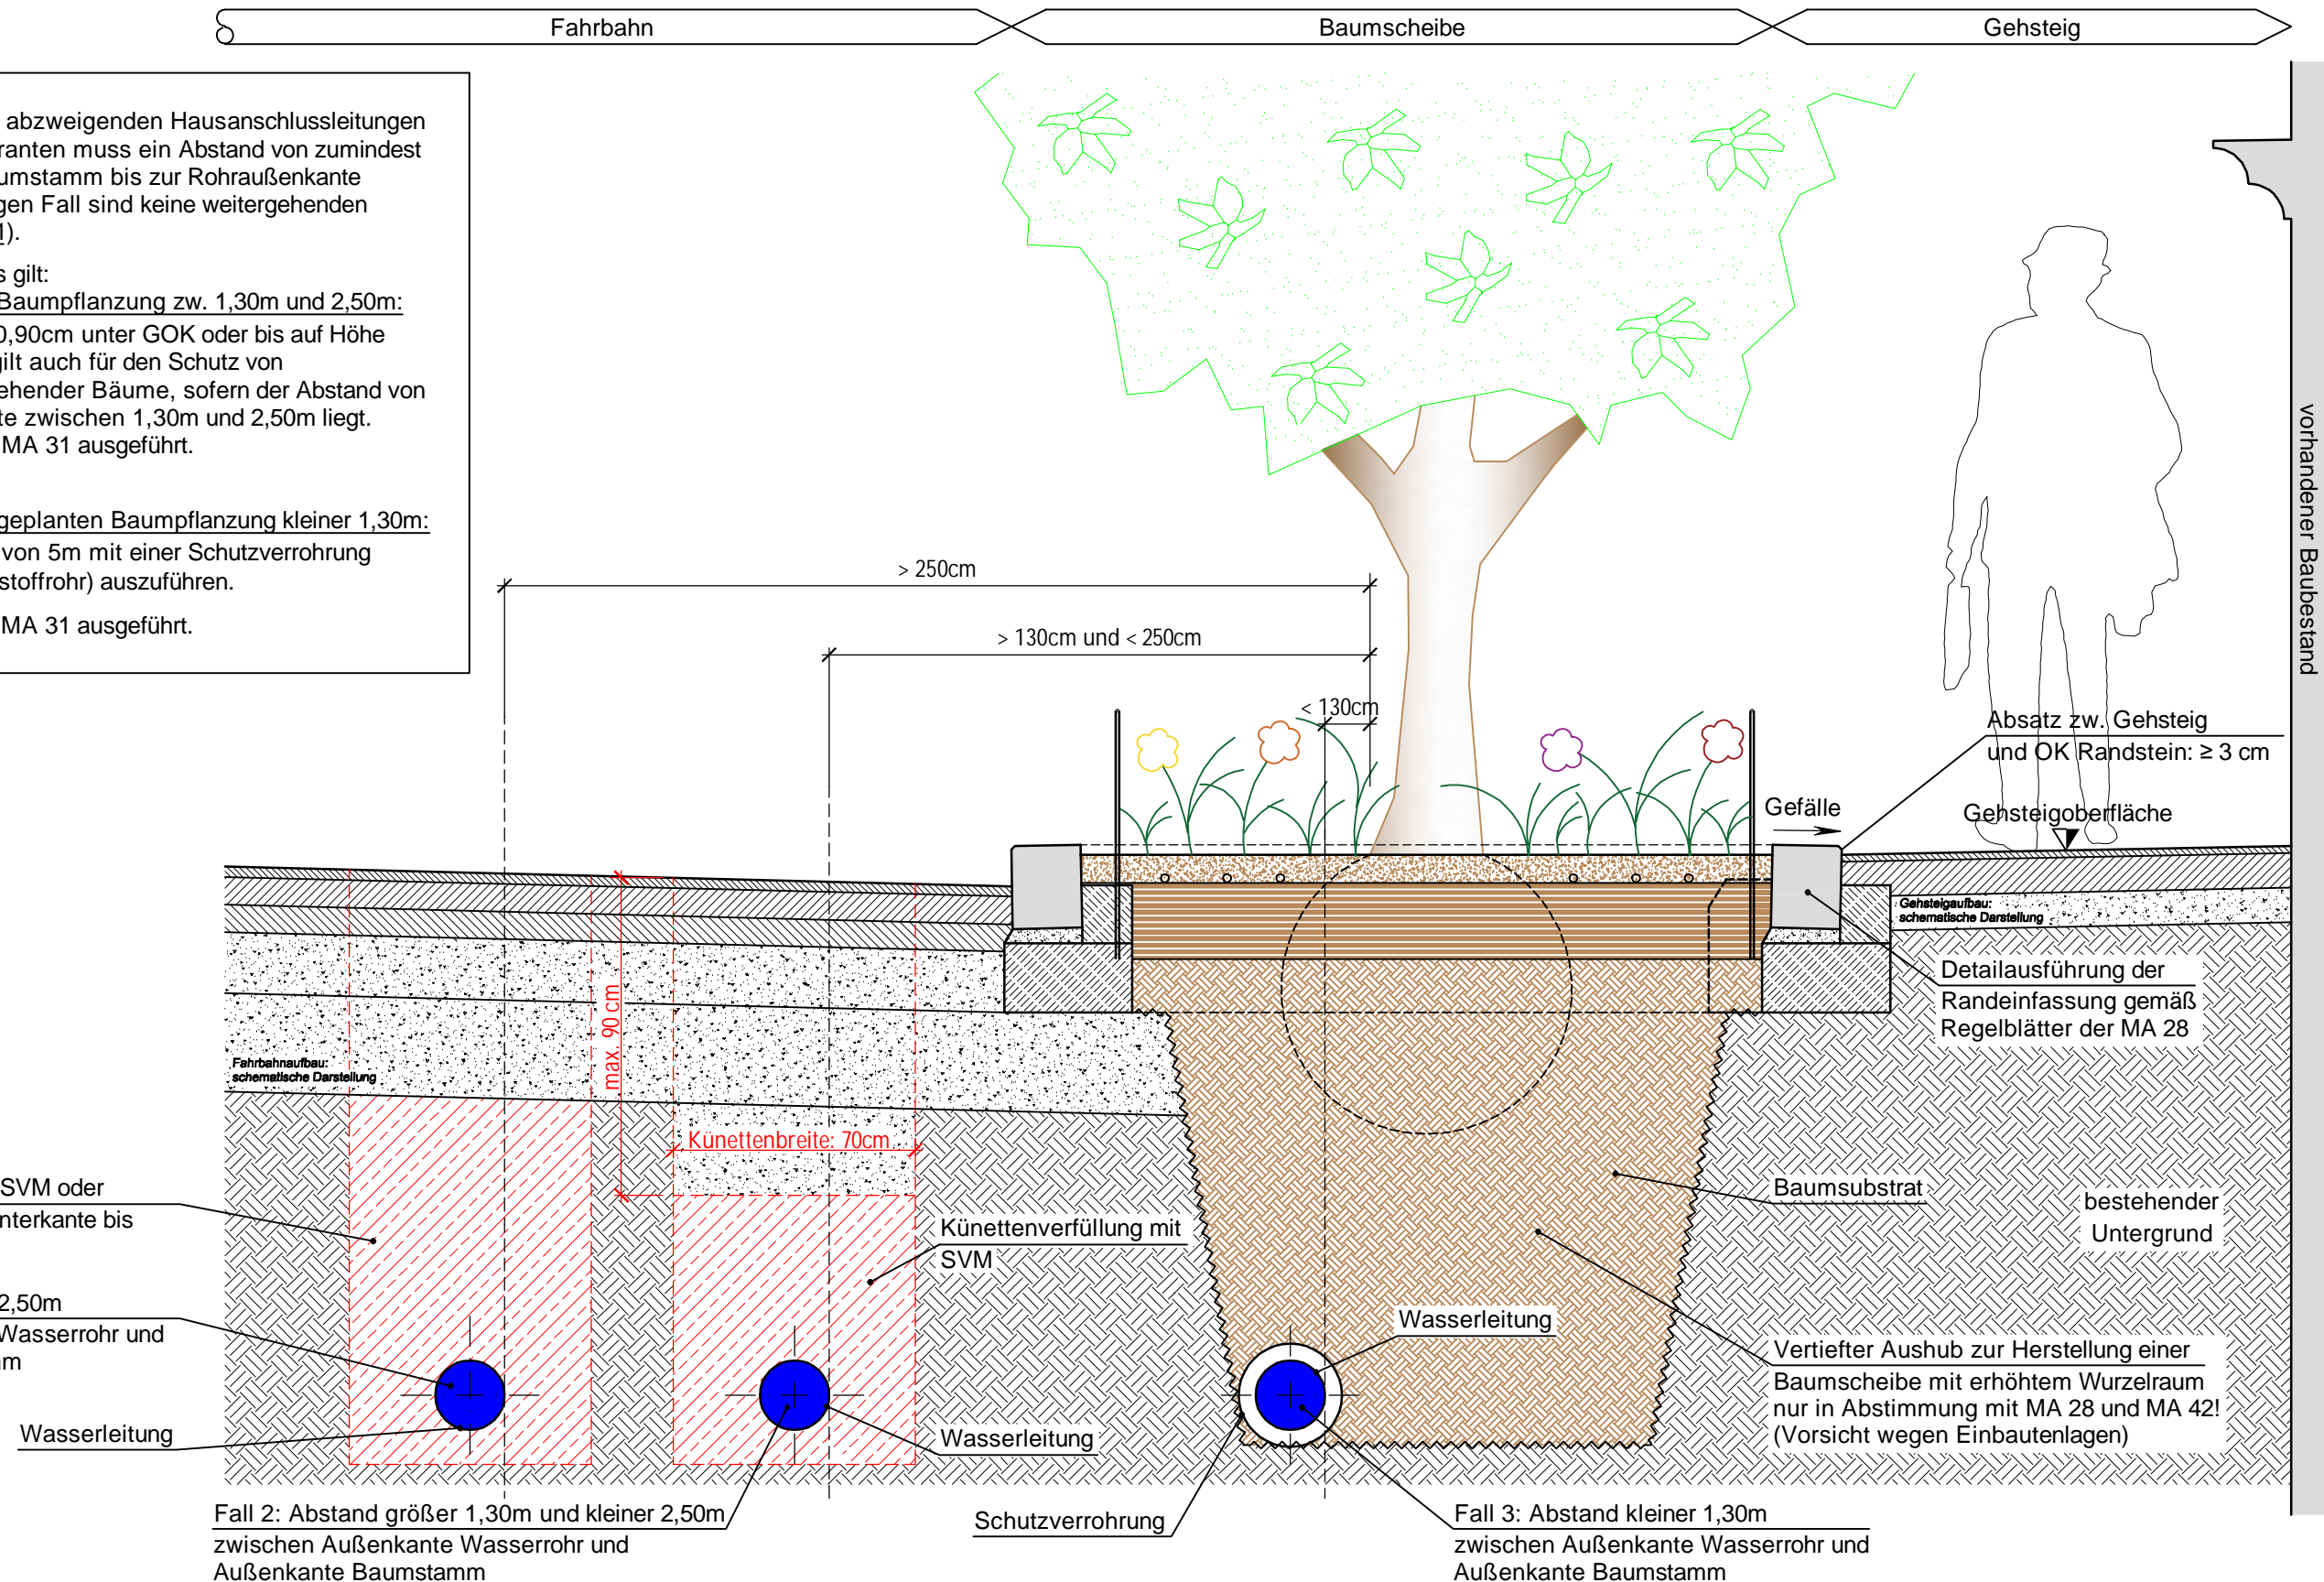 Fahrbahn
Baumscheibe
Gehsteig
abzweigenden Hausanschlussleitungen
ranten muss ein Abstand von zumindest
umstamm bis zur Rohraußenkante
gen Fall sind keine weitergehenden
1).
s gilt:
Baumpflanzung zw. 1,30m und 2,50m:
0,90cm unter GOK oder bis auf Höhe
gilt auch für den Schutz von
ehender Bäume, sofern der Abstand von
te zwischen 1,30m und 2,50m liegt.
MA 31 ausgeführt.
geplanten Baumpflanzung kleiner 1,30m:
von 5m mit einer Schutzverrohrung
stoffrohr) auszuführen.
MA 31 ausgeführt.
vorhandener Baubestand
> 250cm
> 130cm und < 250cm
< 130cm
Absatz zw. Gehsteig
und OK Randstein: ≥ 3 cm
Gefälle
Gehsteigoberfläche
Gehsteigaufbau:
schematische Darstellung
Detailausführung der
Randeinfassung gemäß
Regelblätter der MA 28
max. 90 cm
Fahrbahnaufbau:
schematische Darstellung
Künettenbreite: 70cm
SVM oder
nterkante bis
Künettenverfüllung mit
SVM
Baumsubstrat
bestehender
Untergrund
2,50m
Wasserrohr und
m
Wasserleitung
Wasserleitung
Wasserleitung
Vertiefter Aushub zur Herstellung einer
Baumscheibe mit erhöhtem Wurzelraum
nur in Abstimmung mit MA 28 und MA 42!
(Vorsicht wegen Einbautenlagen)
Fall 2: Abstand größer 1,30m und kleiner 2,50m
zwischen Außenkante Wasserrohr und
Außenkante Baumstamm
Schutzverrohrung
Fall 3: Abstand kleiner 1,30m
zwischen Außenkante Wasserrohr und
Außenkante Baumstamm